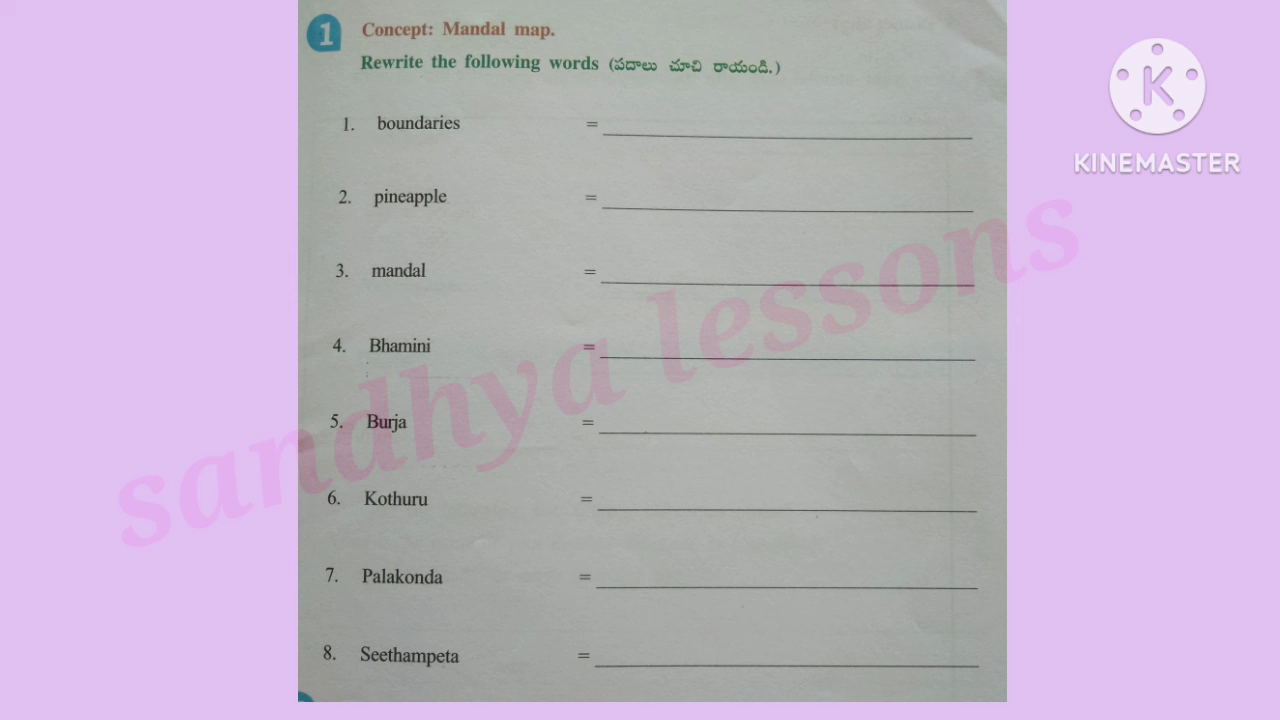 1 Concept: Mandal map.
Rewrite the following words (పదాలు చూచి రాయండి.)
1. boundaries = 
2. pineapple = 
3. mandal = 
4. Bhamini = 
5. Burja = 
6. Kothuru = 
7. Palakonda = 
8. Seethampeta = 
K
KINEMASTER
sandhya lessons